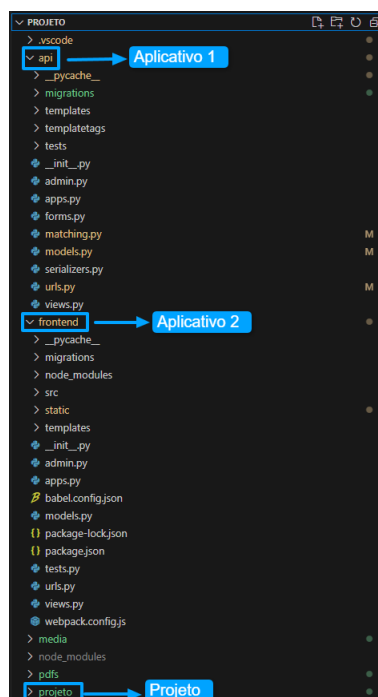 PROJETO
.vscode
api Aplicativo 1
__pycache__
migrations
templates
templatetags
tests
__init__.py
admin.py
apps.py
forms.py
matching.py M
models.py M
serializers.py
urls.py M
views.py
frontend Aplicativo 2
__pycache__
migrations
node_modules
src
static
templates
__init__.py
admin.py
apps.py
babel.config.json
models.py
{} package-lock.json
{} package.json
tests.py
urls.py
views.py
webpack.config.js
media
node_modules
pdfs
projeto Projeto